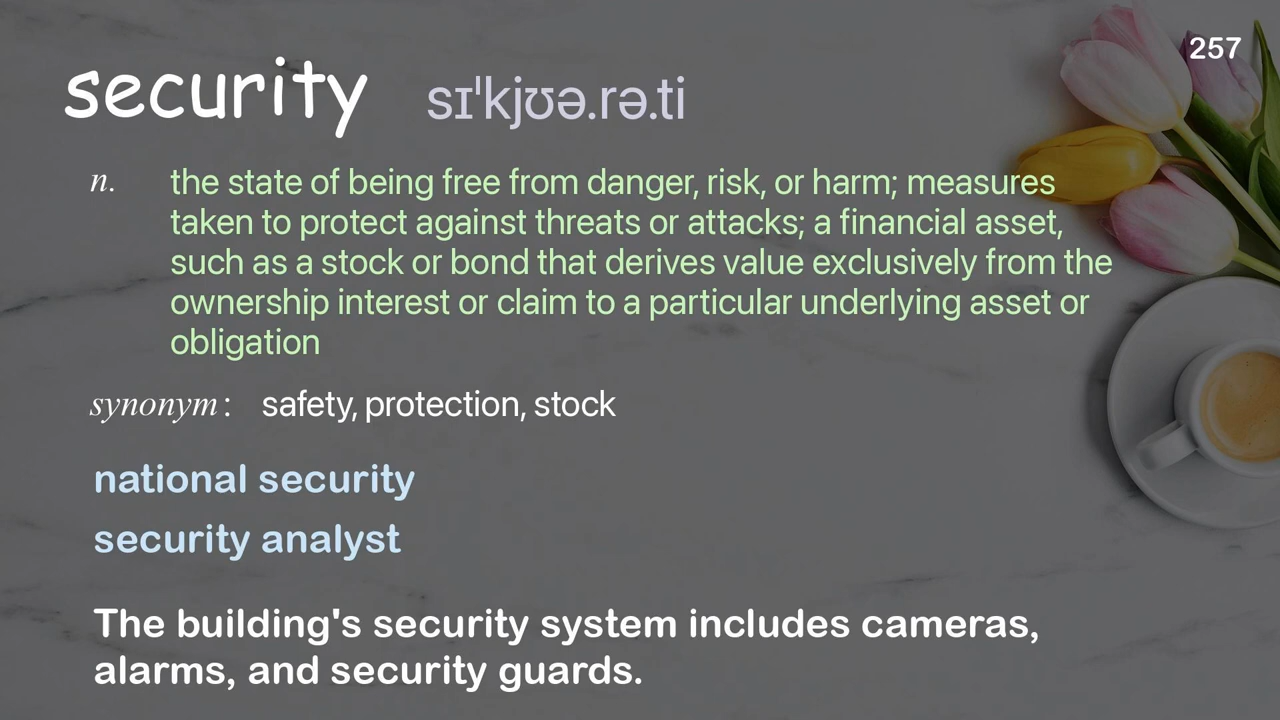 257
security sɪˈkjʊə.rə.ti
n. the state of being free from danger, risk, or harm; measures
taken to protect against threats or attacks; a financial asset,
such as a stock or bond that derives value exclusively from the
ownership interest or claim to a particular underlying asset or
obligation
synonym: safety, protection, stock
national security
security analyst
The building's security system includes cameras,
alarms, and security guards.